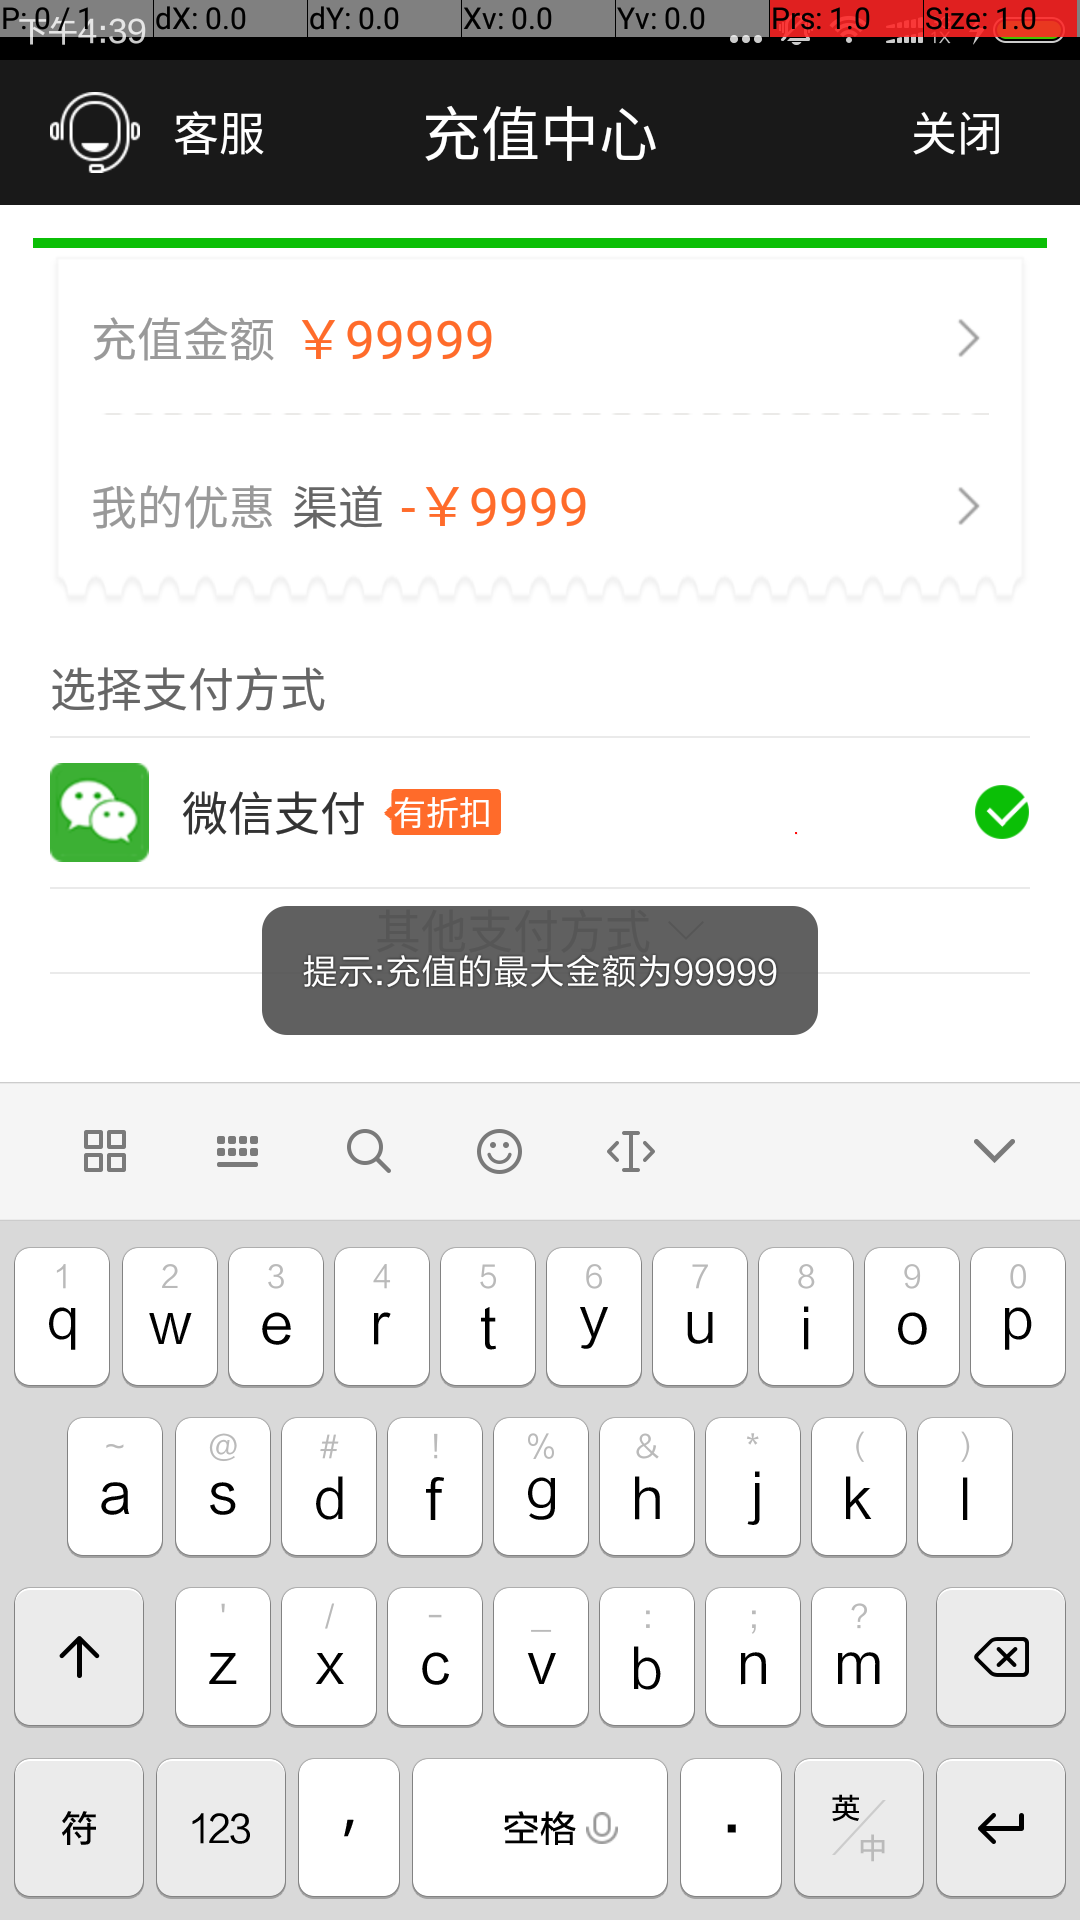 P: 0 / 1 dX: 0.0 dY: 0.0 Xv: 0.0 Yv: 0.0 Prs: 1.0 Size: 1.0
下午4:39 1X
客服 充值中心 关闭
充值金额 ￥99999
我的优惠 渠道 -￥9999
选择支付方式
微信支付 有折扣
其他支付方式
提示:充值的最大金额为99999
1 2 3 4 5 6 7 8 9 0
q w e r t y u i o p
~ @ # ! % & * ( )
a s d f g h j k l
' / - _ : ; ?
z x c v b n m
符 123 , 空格 . 英 中